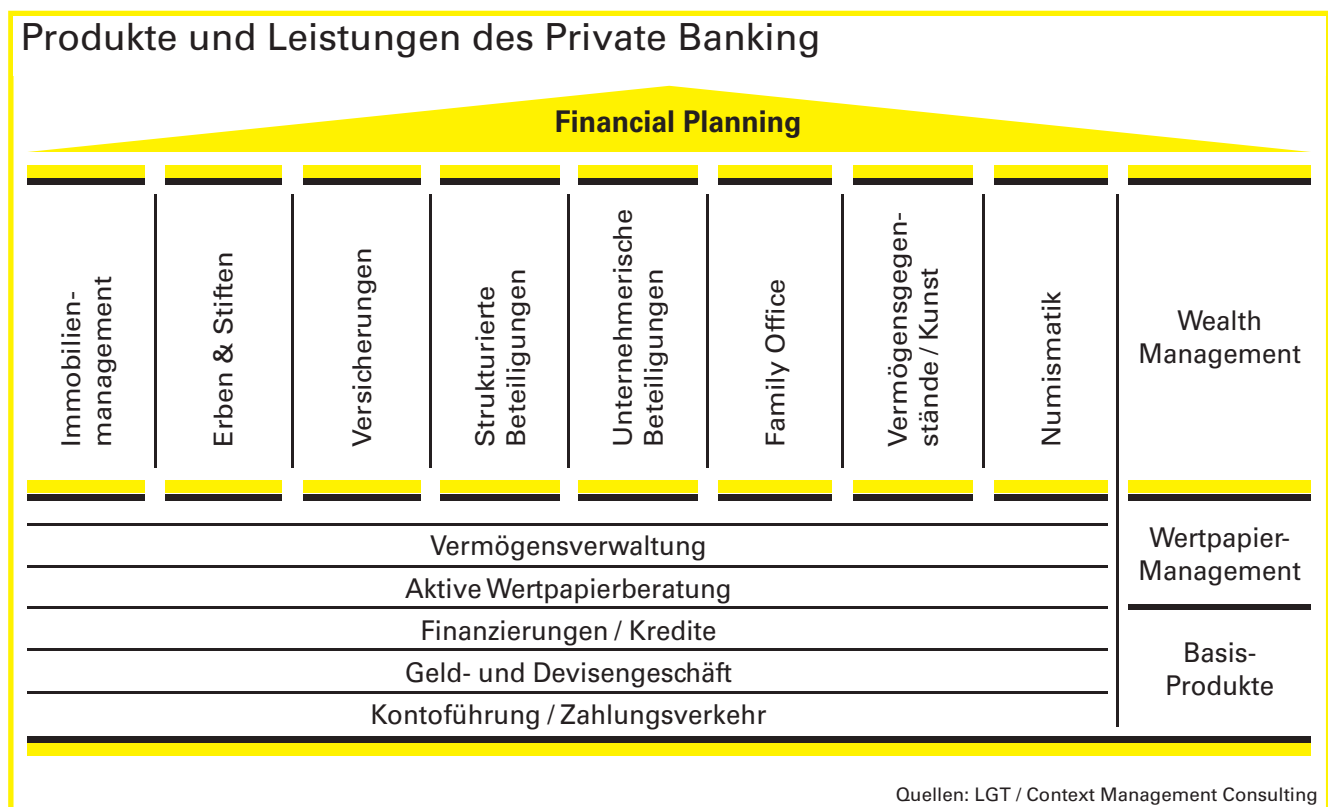 Produkte und Leistungen des Private Banking
Financial Planning
Immobilien-
management
Erben & Stiften
Versicherungen
Strukturierte
Beteiligungen
Unternehmerische
Beteiligungen
Family Office
Vermögensgegen-
stände / Kunst
Numismatik
Wealth
Management
Vermögensverwaltung
Aktive Wertpapierberatung
Wertpapier-
Management
Finanzierungen / Kredite
Geld- und Devisengeschäft
Kontoführung / Zahlungsverkehr
Basis-
Produkte
Quellen: LGT / Context Management Consulting